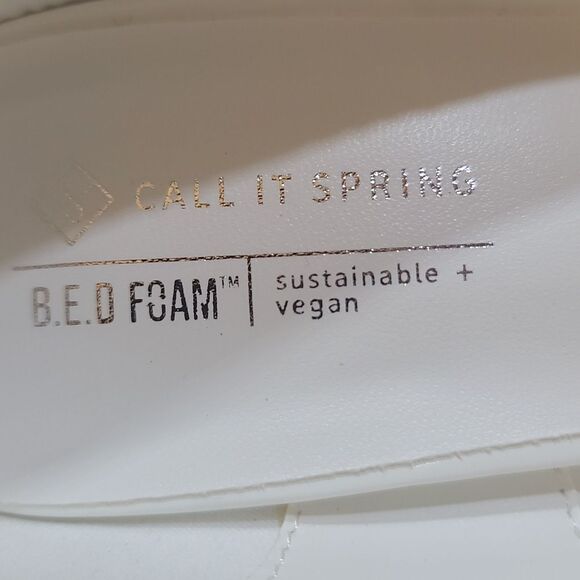 CALL IT SPRING
B.E.D FOAM™
sustainable +
vegan